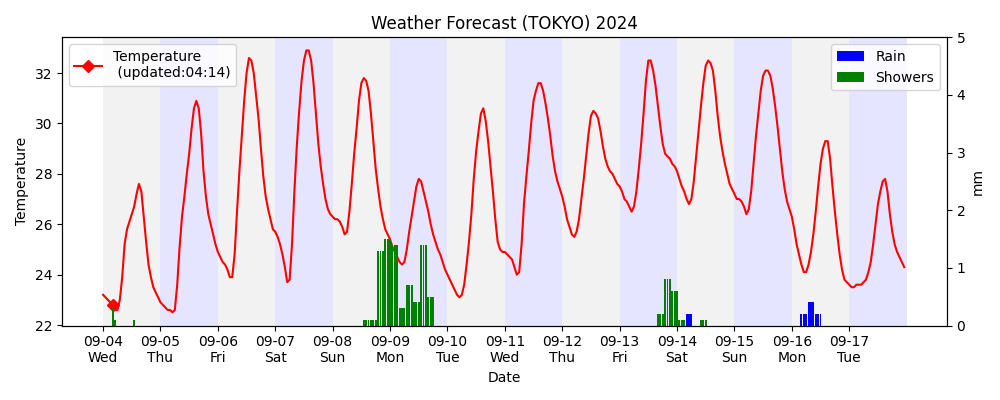 Weather Forecast (TOKYO) 2024
Temperature
(updated:04:14)
Rain
Showers
Temperature
32
30
28
26
24
22
5
4
3
2
1
0
mm
09-04 09-05 09-06 09-07 09-08 09-09 09-10 09-11 09-12 09-13 09-14 09-15 09-16 09-17
Wed Thu Fri Sat Sun Mon Tue Wed Thu Fri Sat Sun Mon Tue
Date